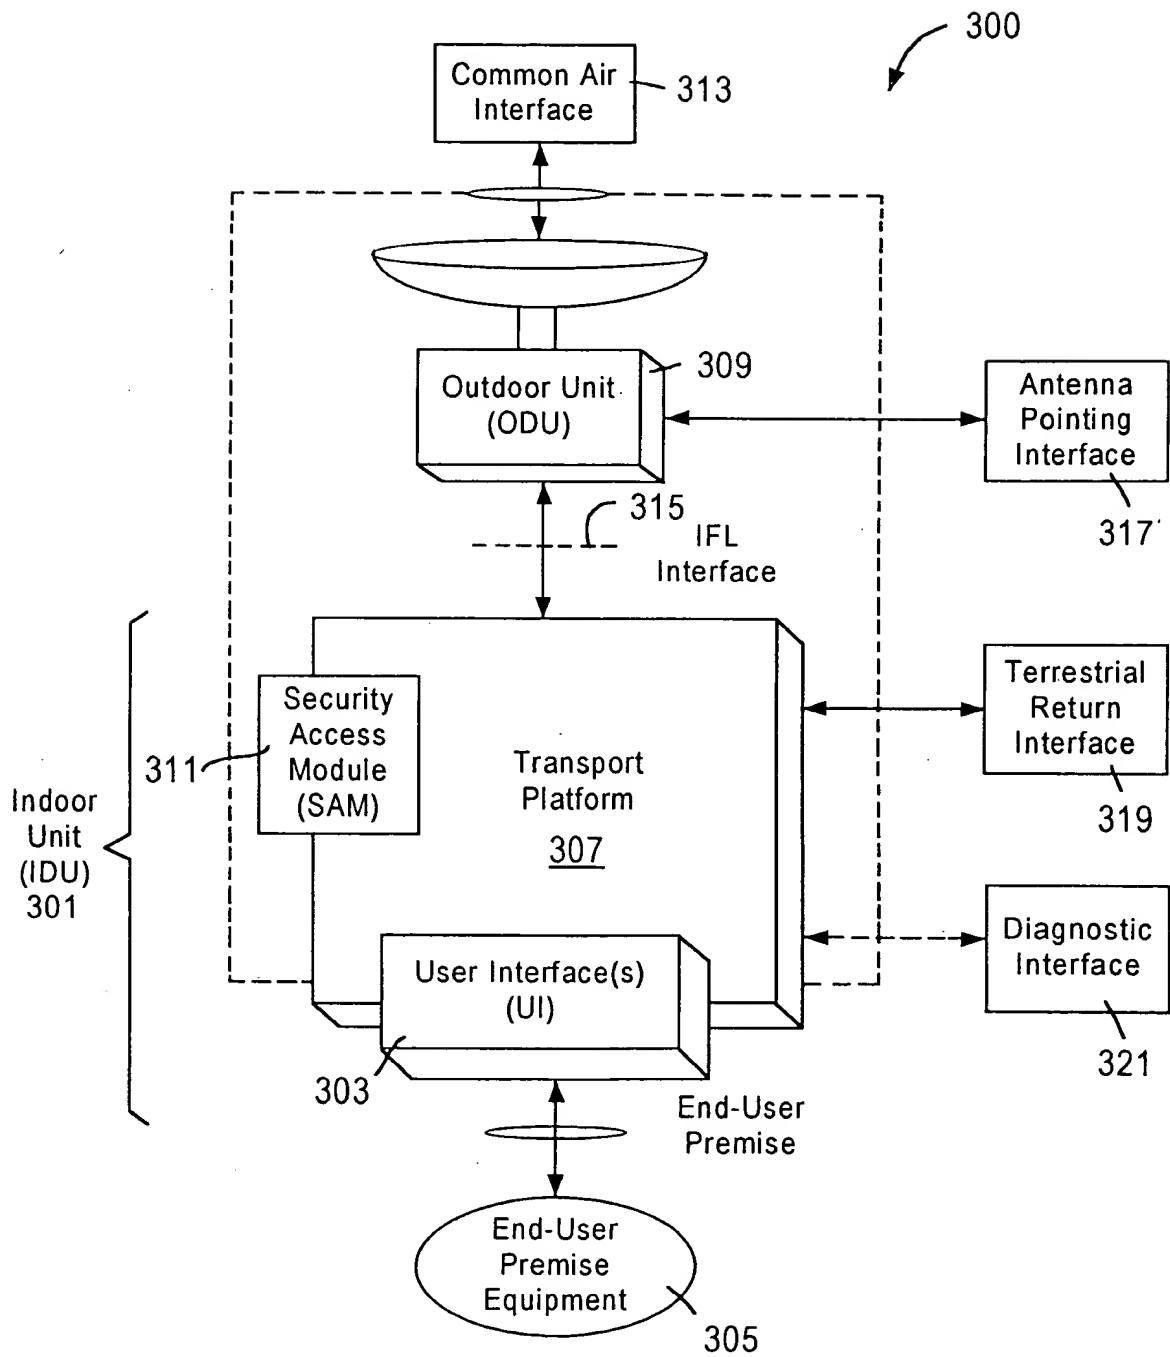 300
Common Air
Interface
313
Outdoor Unit
(ODU)
309
Antenna
Pointing
Interface
317
315
IFL
Interface
Security
Access
Module
(SAM)
311
Transport
Platform
307
Terrestrial
Return
Interface
319
Indoor
Unit
(IDU)
301
User Interface(s)
(UI)
303
Diagnostic
Interface
321
End-User
Premise
End-User
Premise
Equipment
305